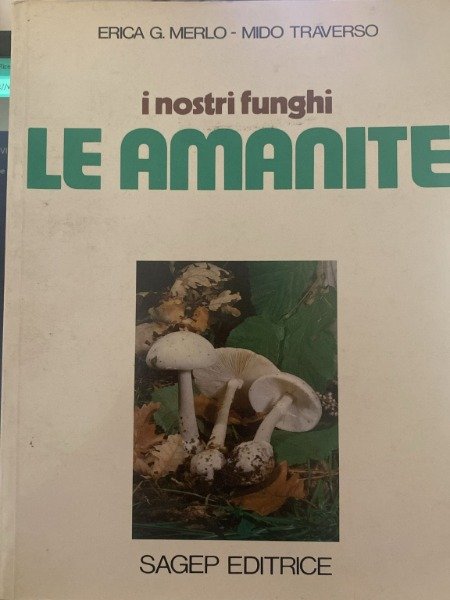 ERICA G. MERLO - MIDO TRAVERSO
i nostri funghi
LE AMANITE
SAGEP EDITRICE